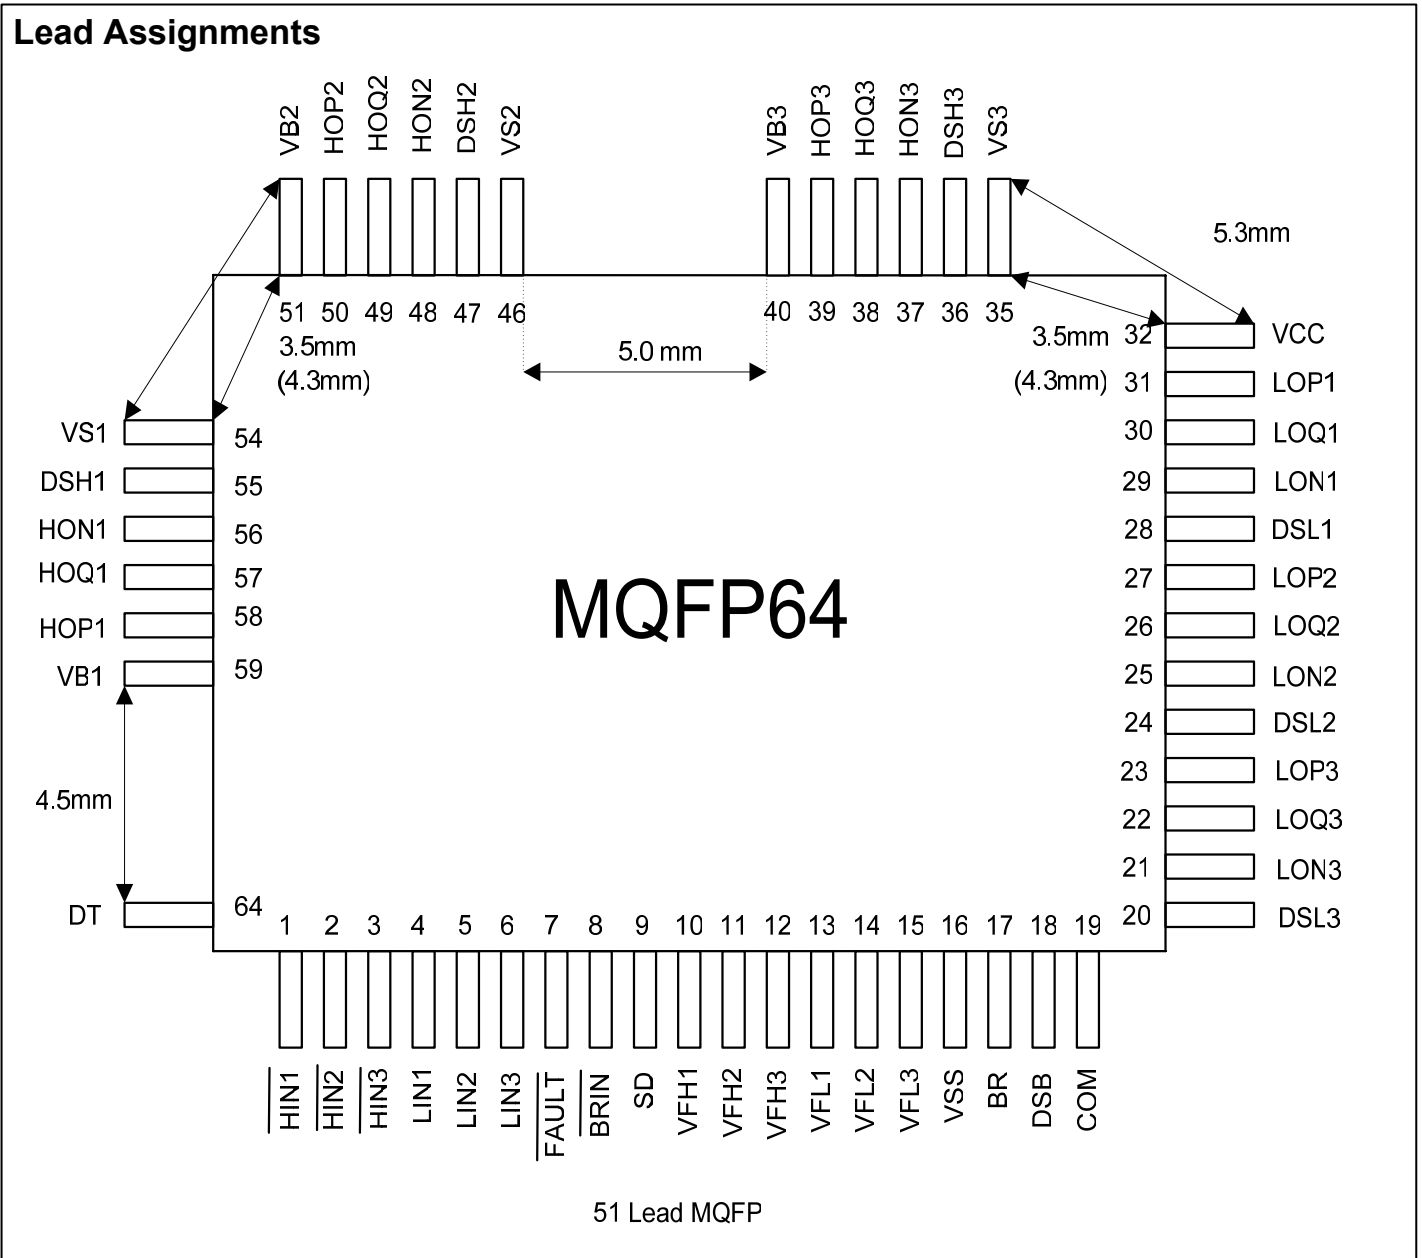 Lead Assignments
VB2 HOP2 HOQ2 HON2 DSH2 VS2 VB3 HOP3 HOQ3 HON3 DSH3 VS3
5.3mm
51 50 49 48 47 46 40 39 38 37 36 35
3.5mm
(4.3mm)
5.0 mm
3.5mm
(4.3mm)
32 VCC
31 LOP1
30 LOQ1
29 LON1
28 DSL1
27 LOP2
26 LOQ2
25 LON2
24 DSL2
23 LOP3
22 LOQ3
21 LON3
20 DSL3
VS1 54
DSH1 55
HON1 56
HOQ1 57
HOP1 58
VB1 59
4.5mm
DT 64
MQFP64
1 2 3 4 5 6 7 8 9 10 11 12 13 14 15 16 17 18 19
HIN1 HIN2 HIN3 LIN1 LIN2 LIN3 FAULT BRIN SD VFH1 VFH2 VFH3 VFL1 VFL2 VFL3 VSS BR DSB COM
51 Lead MQFP